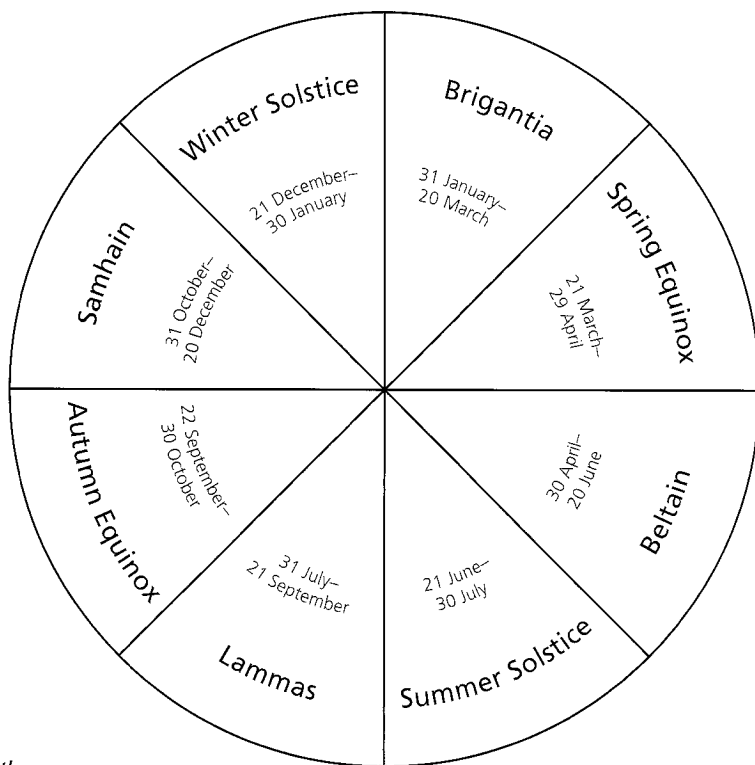 Winter Solstice
21 December–
30 January
Brigantia
31 January–
20 March
Spring Equinox
21 March–
29 April
Beltain
30 April–
20 June
Summer Solstice
21 June–
30 July
Lammas
31 July–
21 September
Autumn Equinox
22 September–
30 October
Samhain
31 October–
20 December